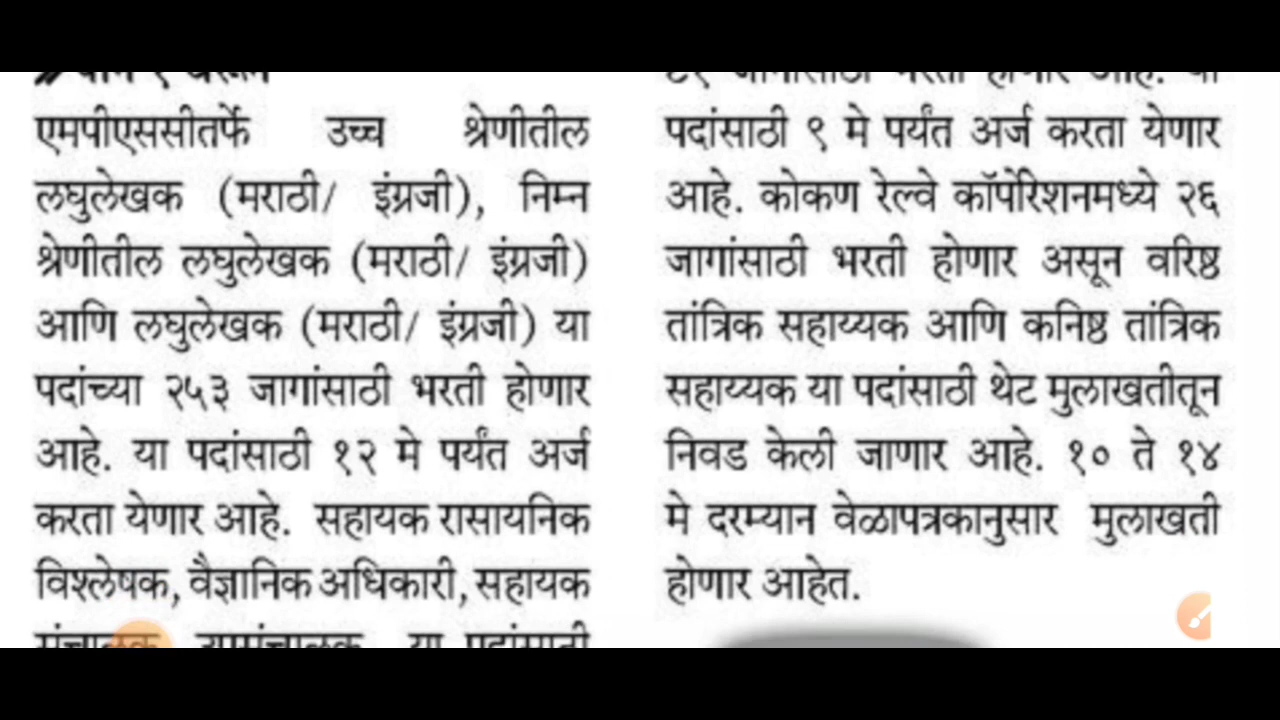 एमपीएससीतर्फे उच्च श्रेणीतील
लघुलेखक (मराठी/ इंग्रजी), निम्न
श्रेणीतील लघुलेखक (मराठी/ इंग्रजी)
आणि लघुलेखक (मराठी/ इंग्रजी) या
पदांच्या २५३ जागांसाठी भरती होणार
आहे. या पदांसाठी १२ मे पर्यंत अर्ज
करता येणार आहे. सहायक रासायनिक
विश्लेषक, वैज्ञानिक अधिकारी, सहायक
पदांसाठी ९ मे पर्यंत अर्ज करता येणार
आहे. कोकण रेल्वे कॉर्पोरेशनमध्ये २६
जागांसाठी भरती होणार असून वरिष्ठ
तांत्रिक सहाय्यक आणि कनिष्ठ तांत्रिक
सहाय्यक या पदांसाठी थेट मुलाखतीतून
निवड केली जाणार आहे. १० ते १४
मे दरम्यान वेळापत्रकानुसार मुलाखती
होणार आहेत.